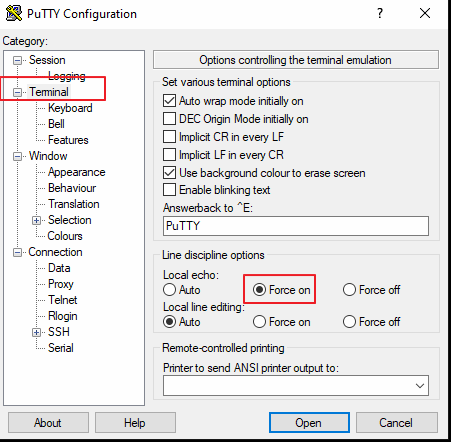 PuTTY Configuration
?
Category:
Session
Logging
Terminal
Keyboard
Bell
Features
Window
Appearance
Behaviour
Translation
Selection
Colours
Connection
Data
Proxy
Telnet
Rlogin
SSH
Serial
Options controlling the terminal emulation
Set various terminal options
Auto wrap mode initially on
DEC Origin Mode initially on
Implicit CR in every LF
Implicit LF in every CR
Use background colour to erase screen
Enable blinking text
Answerback to ^E:
PuTTY
Line discipline options
Local echo:
Auto Force on Force off
Local line editing:
Auto Force on Force off
Remote-controlled printing
Printer to send ANSI printer output to:
About Help Open Cancel